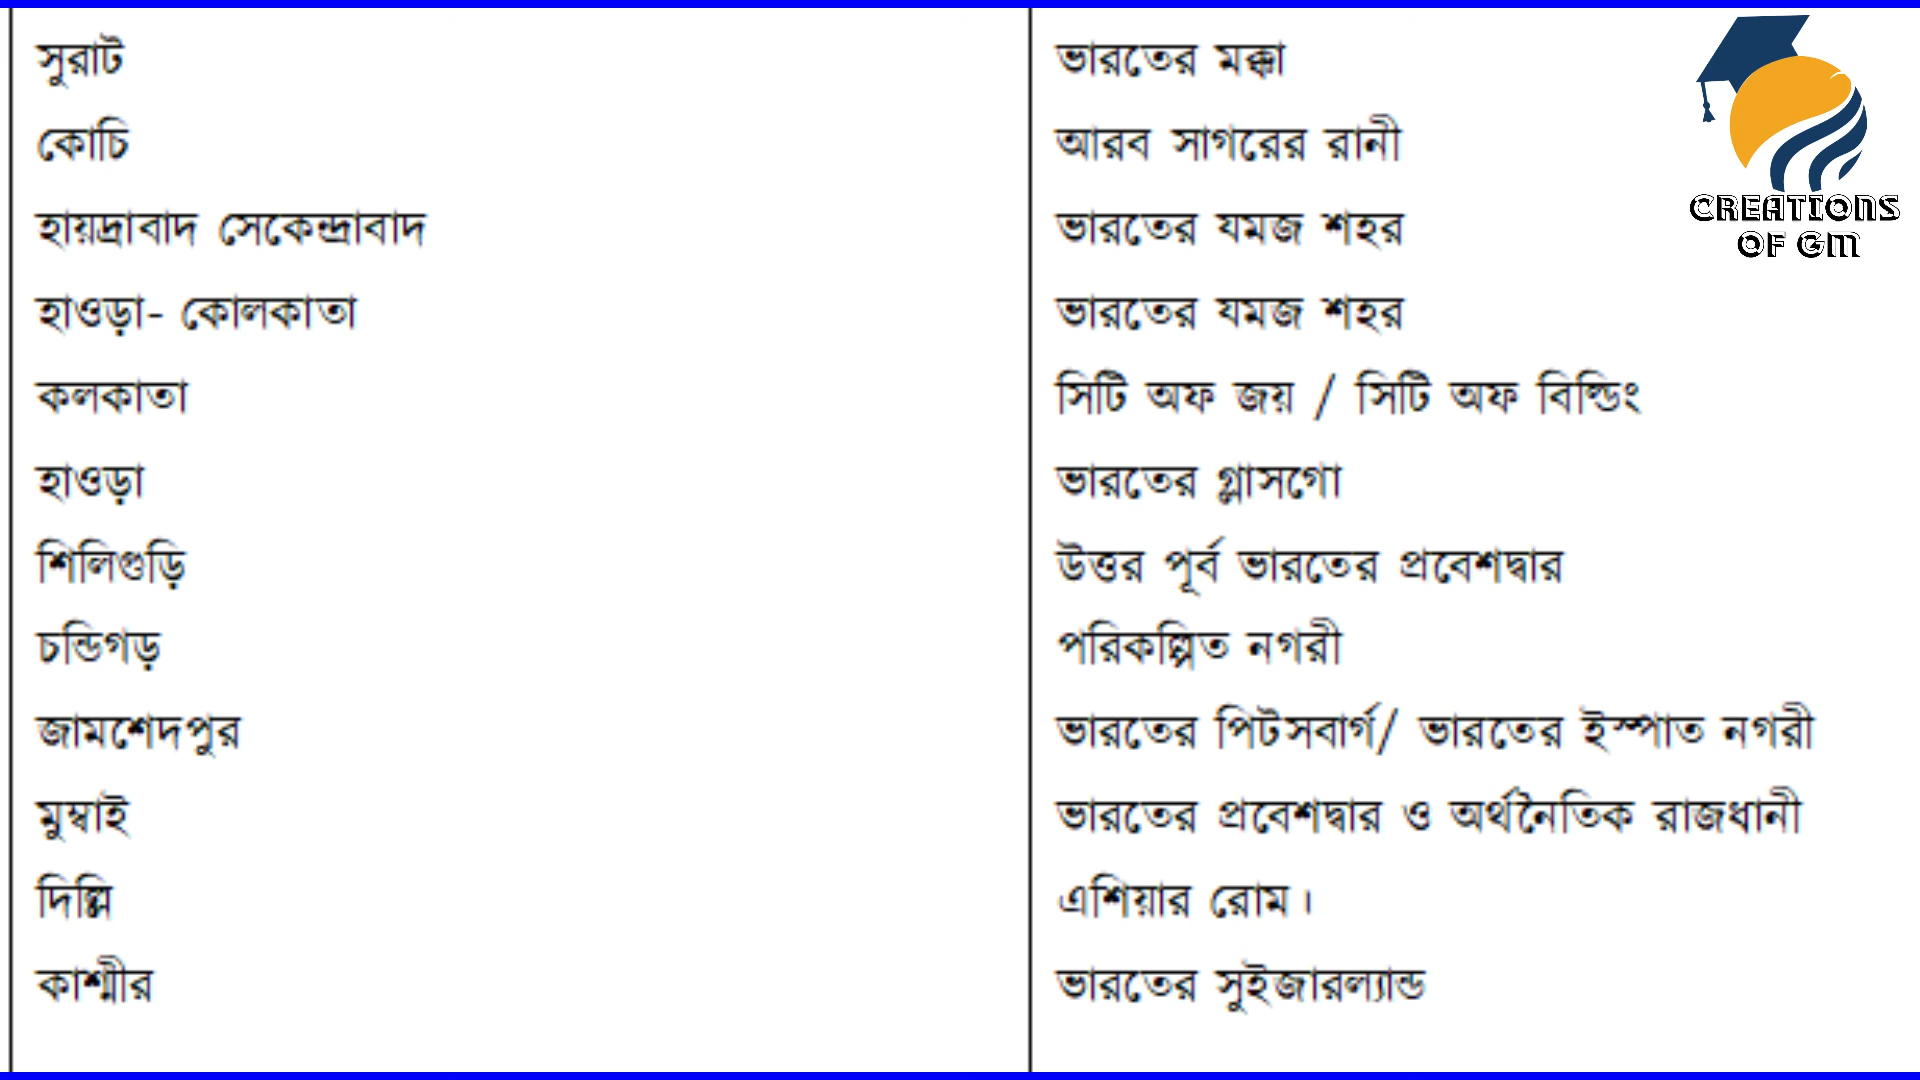 সুরাট ভারতের মক্কা
কোচি আরব সাগরের রানী
হায়দ্রাবাদ সেকেন্দ্রাবাদ ভারতের যমজ শহর
হাওড়া- কোলকাতা ভারতের যমজ শহর
কলকাতা সিটি অফ জয় / সিটি অফ বিল্ডিং
হাওড়া ভারতের গ্লাসগো
শিলিগুড়ি উত্তর পূর্ব ভারতের প্রবেশদ্বার
চন্ডিগড় পরিকল্পিত নগরী
জামশেদপুর ভারতের পিটসবার্গ/ ভারতের ইস্পাত নগরী
মুম্বাই ভারতের প্রবেশদ্বার ও অর্থনৈতিক রাজধানী
দিল্লি এশিয়ার রোম।
কাশ্মীর ভারতের সুইজারল্যান্ড
CREATIONS
OF GM